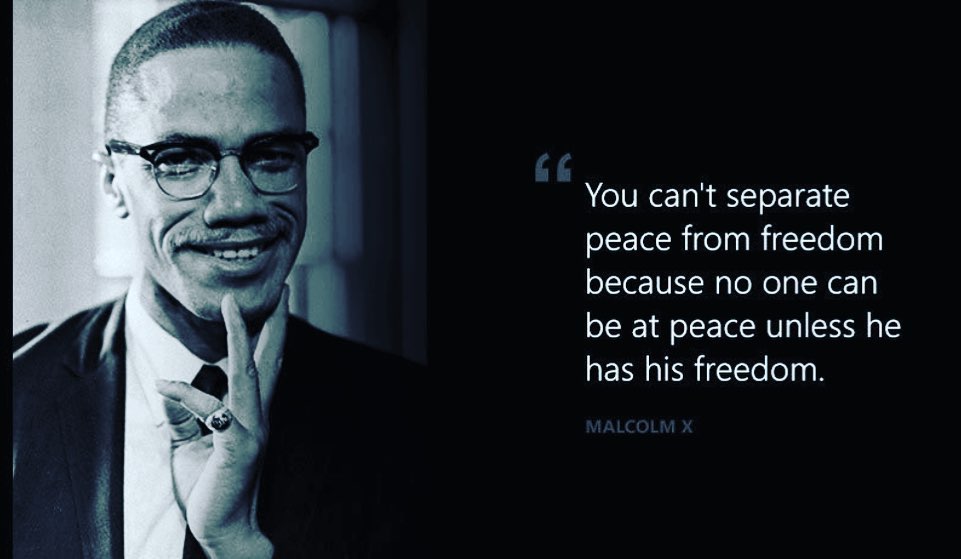 “
You can't separate
peace from freedom
because no one can
be at peace unless he
has his freedom.
MALCOLM X